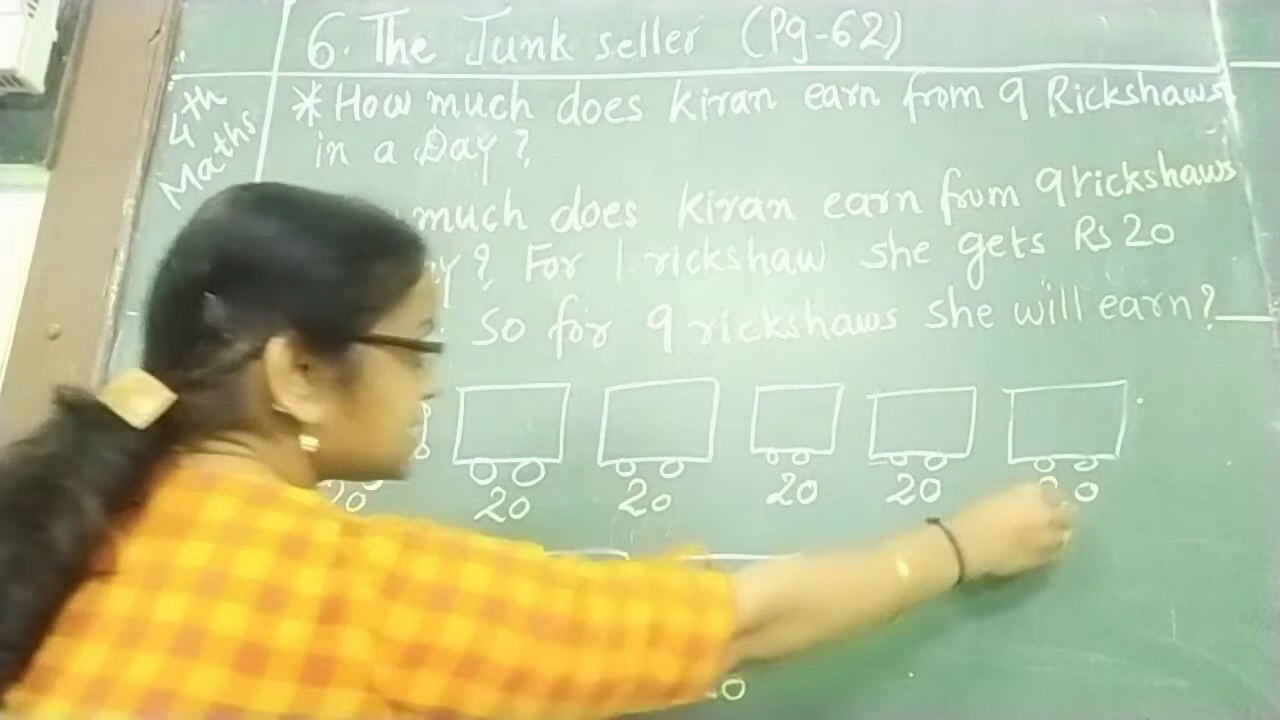 6. The Junk seller (Pg-62)
4th
Maths
* How much does kiran earn from 9 Rickshaws
in a Day?
much does kiran earn from 9 rickshaws
? For 1 rickshaw she gets Rs 20
So for 9 rickshaws she will earn?
20 20 20 20 20 20